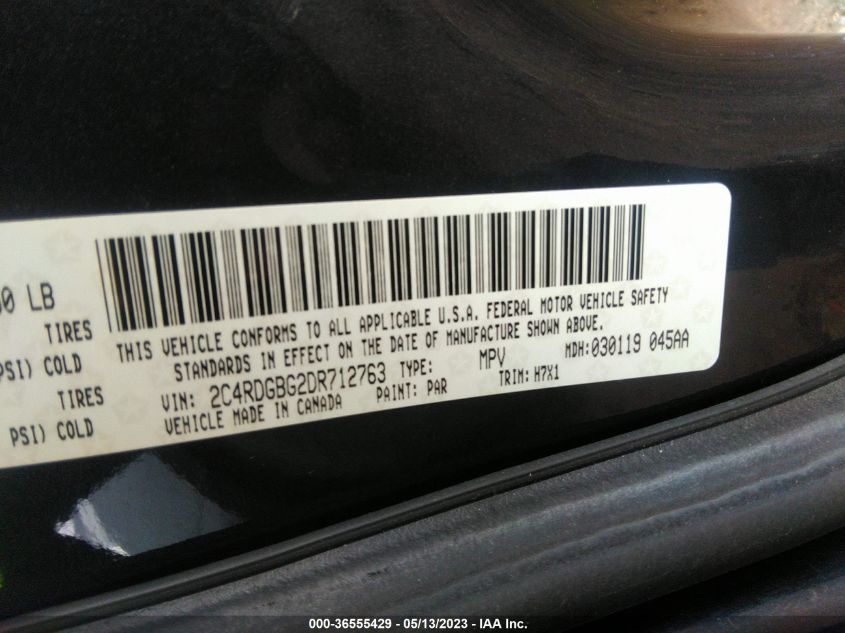 0 LB
TIRES
PSI) COLD
TIRES
PSI) COLD
THIS VEHICLE CONFORMS TO ALL APPLICABLE U.S.A. FEDERAL MOTOR VEHICLE SAFETY
STANDARDS IN EFFECT ON THE DATE OF MANUFACTURE SHOWN ABOVE.
MDH:030119 045AA
VIN: 2C4RDGBG2DR712763 TYPE: MPV
VEHICLE MADE IN CANADA PAINT: PAR TRIM: H7X1
000-36555429 - 05/13/2023 - IAA Inc.